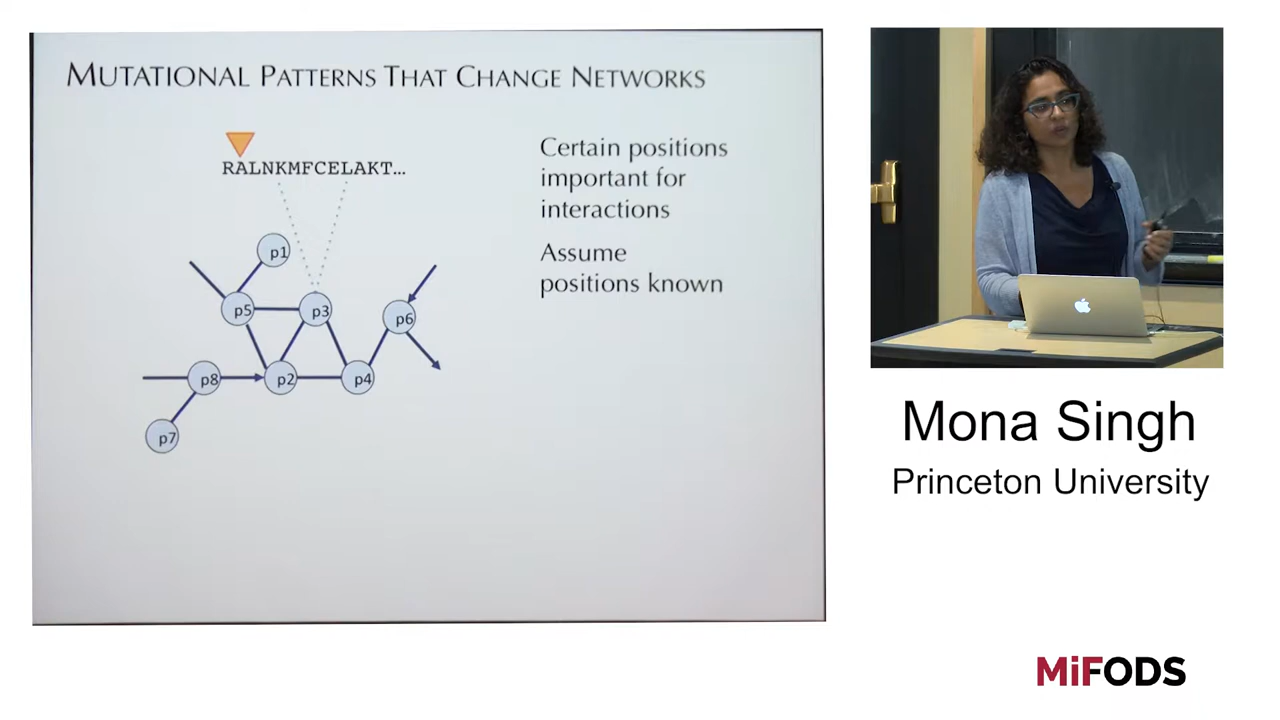 MUTATIONAL PATTERNS THAT CHANGE NETWORKS
RALNKMFCELAKT...
Certain positions
important for
interactions
Assume
positions known
p1
p5
p3
p6
p8
p2
p4
p7
Mona Singh
Princeton University
MiFODS